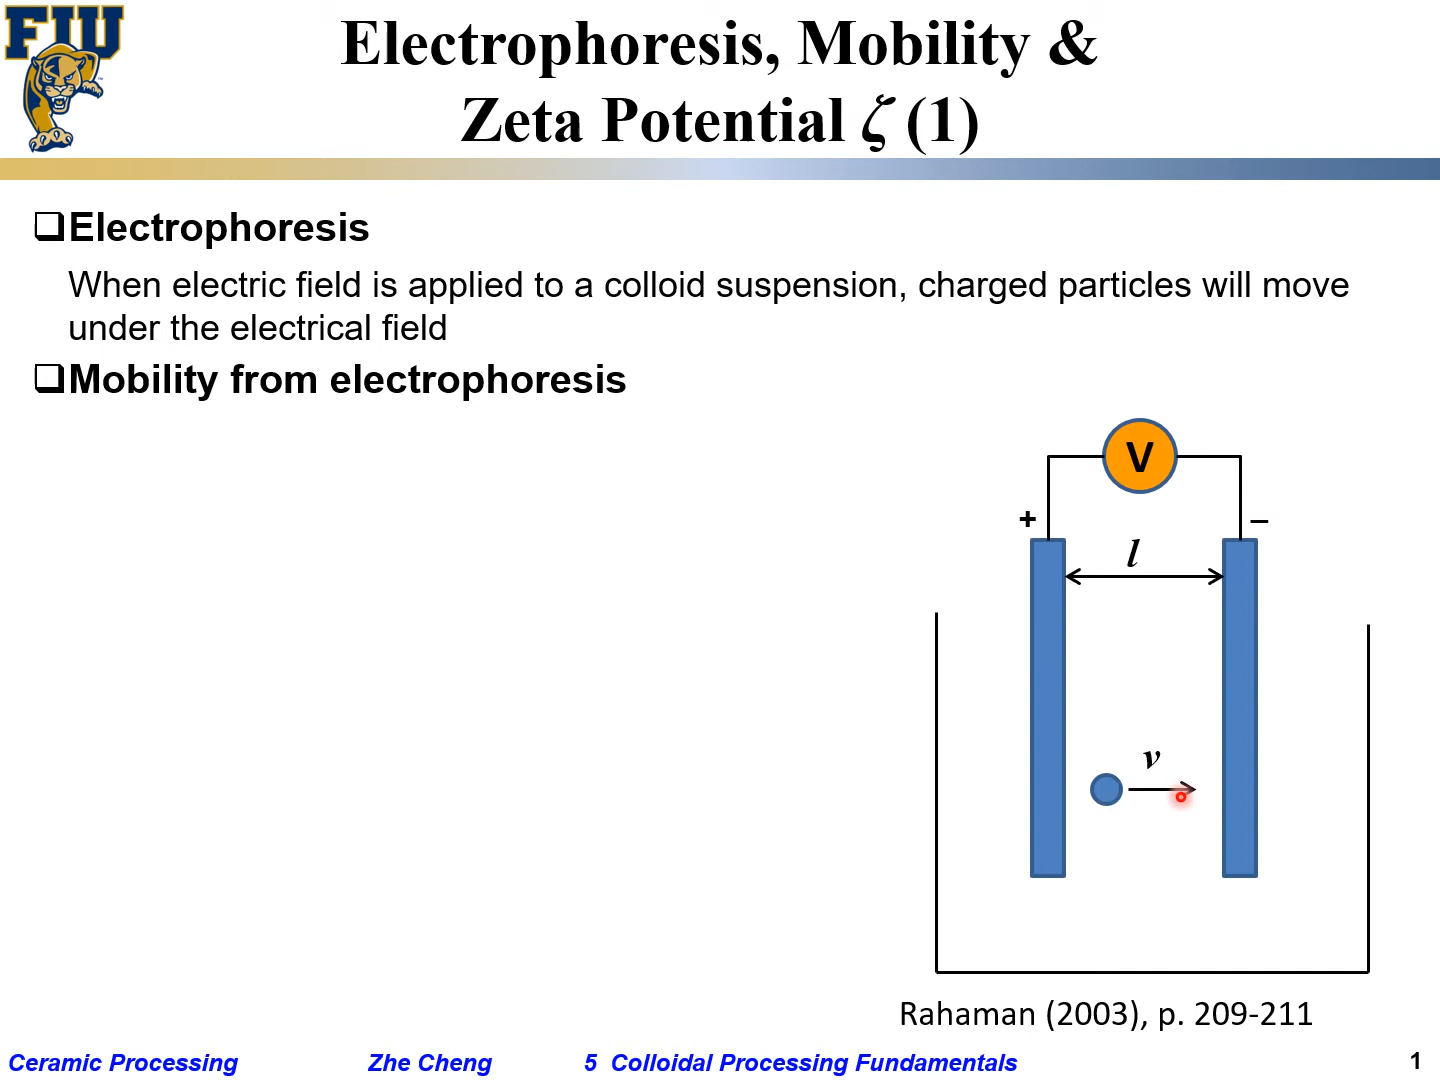 FIU
Electrophoresis, Mobility &
Zeta Potential ζ (1)
❑Electrophoresis
When electric field is applied to a colloid suspension, charged particles will move
under the electrical field
❑Mobility from electrophoresis
V
+ –
l
v
Rahaman (2003), p. 209-211
Ceramic Processing Zhe Cheng 5 Colloidal Processing Fundamentals 1